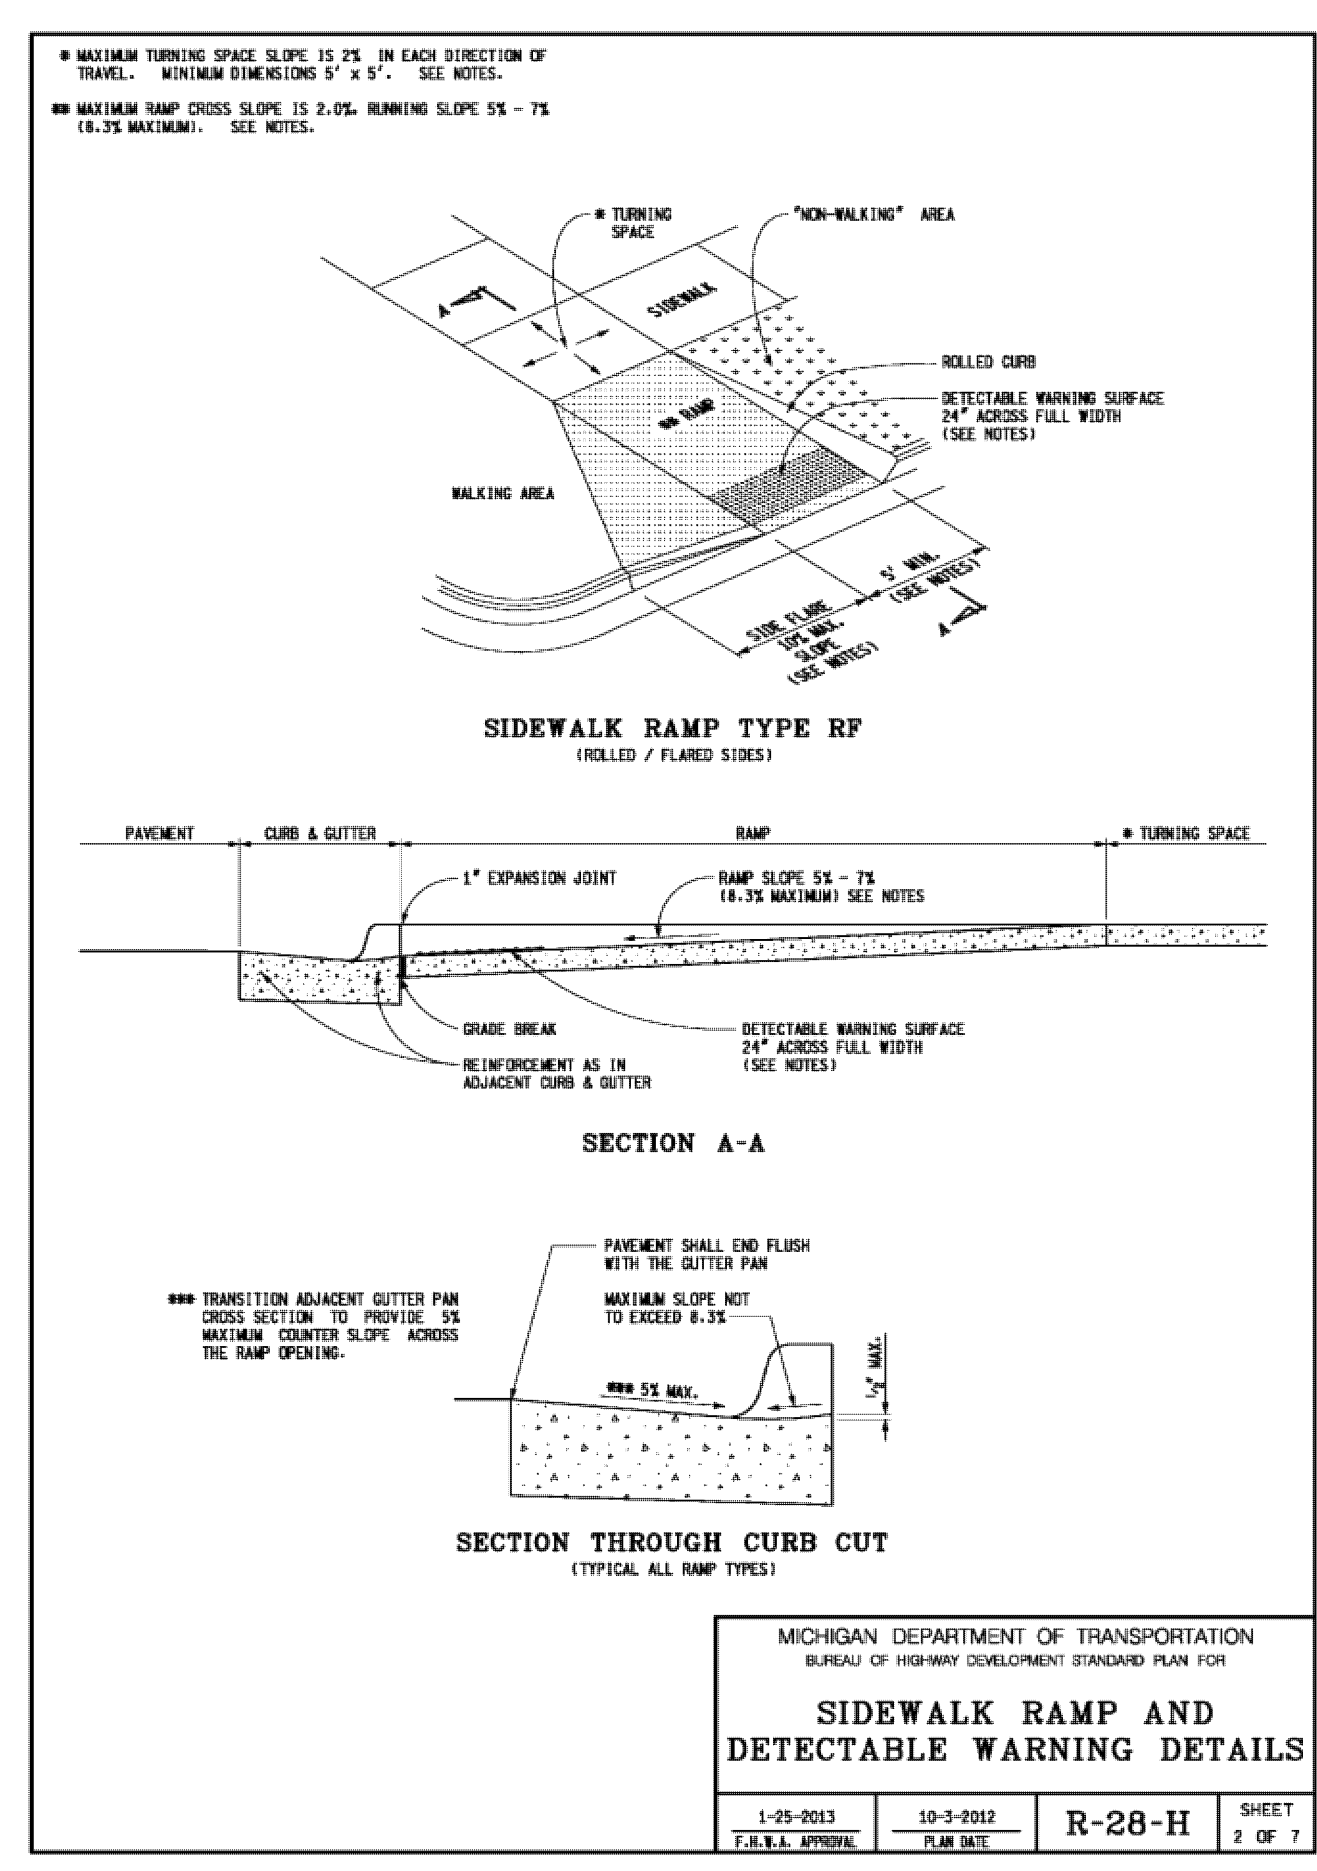 * MAXIMUM TURNING SPACE SLOPE IS 2% IN EACH DIRECTION OF
TRAVEL. MINIMUM DIMENSIONS 5' x 5'. SEE NOTES.
** MAXIMUM RAMP CROSS SLOPE IS 2.0%. RUNNING SLOPE 5% - 7%
(8.3% MAXIMUM). SEE NOTES.
* TURNING
SPACE
"NON-WALKING" AREA
A
SIDEWALK
ROLLED CURB
DETECTABLE WARNING SURFACE
24" ACROSS FULL WIDTH
(SEE NOTES)
** RAMP
WALKING AREA
5' MIN.
(SEE NOTES)
A
SIDE FLARE
10% MAX.
SLOPE
(SEE NOTES)
SIDEWALK RAMP TYPE RF
(ROLLED / FLARED SIDES)
PAVEMENT
CURB & GUTTER
RAMP
* TURNING SPACE
1" EXPANSION JOINT
RAMP SLOPE 5% - 7%
(8.3% MAXIMUM) SEE NOTES
GRADE BREAK
REINFORCEMENT AS IN
ADJACENT CURB & GUTTER
DETECTABLE WARNING SURFACE
24" ACROSS FULL WIDTH
(SEE NOTES)
SECTION A-A
PAVEMENT SHALL END FLUSH
WITH THE GUTTER PAN
*** TRANSITION ADJACENT GUTTER PAN
CROSS SECTION TO PROVIDE 5%
MAXIMUM COUNTER SLOPE ACROSS
THE RAMP OPENING.
MAXIMUM SLOPE NOT
TO EXCEED 8.3%
*** 5% MAX.
1/2" MAX.
SECTION THROUGH CURB CUT
(TYPICAL ALL RAMP TYPES)
MICHIGAN DEPARTMENT OF TRANSPORTATION
BUREAU OF HIGHWAY DEVELOPMENT STANDARD PLAN FOR
SIDEWALK RAMP AND
DETECTABLE WARNING DETAILS
1-25-2013
F.H.W.A. APPROVAL
10-3-2012
PLAN DATE
R-28-H
SHEET
2 OF 7